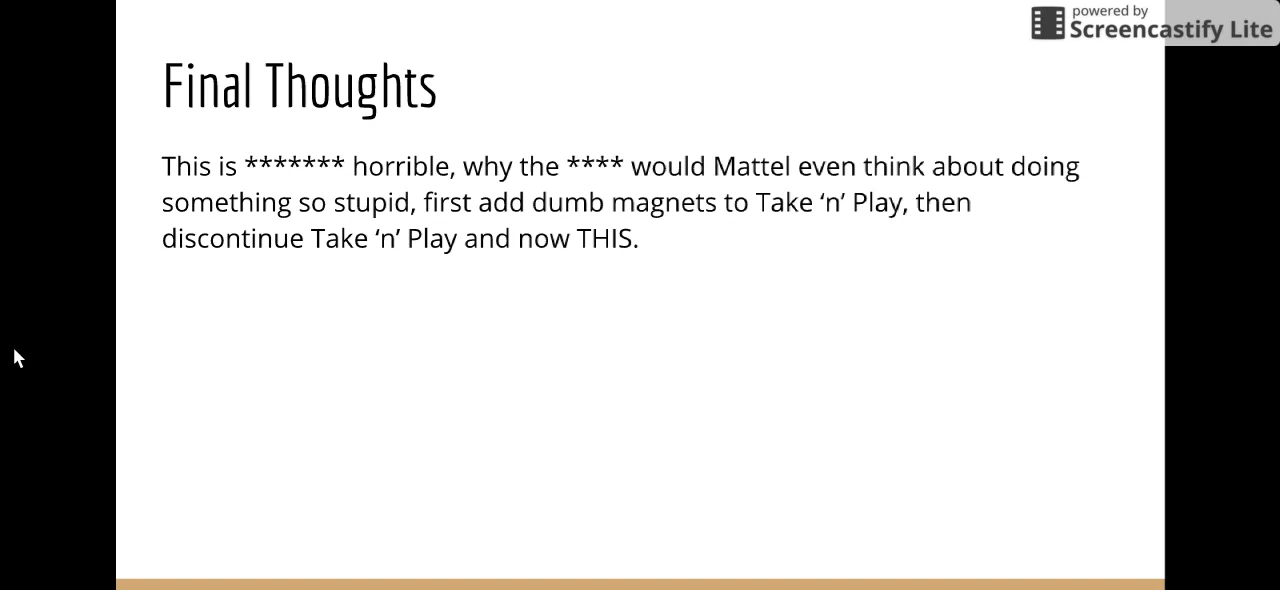 powered by
Screencastify Lite
Final Thoughts
This is ******* horrible, why the **** would Mattel even think about doing
something so stupid, first add dumb magnets to Take ‘n’ Play, then
discontinue Take ‘n’ Play and now THIS.